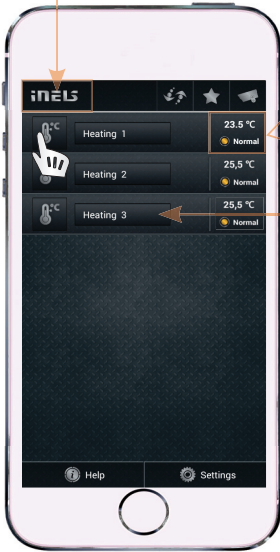 iNELS
°C
Heating 1
23.5 °C
Normal
Heating 2
25,5 °C
Normal
°C
Heating 3
25,5 °C
Normal
Help
Settings